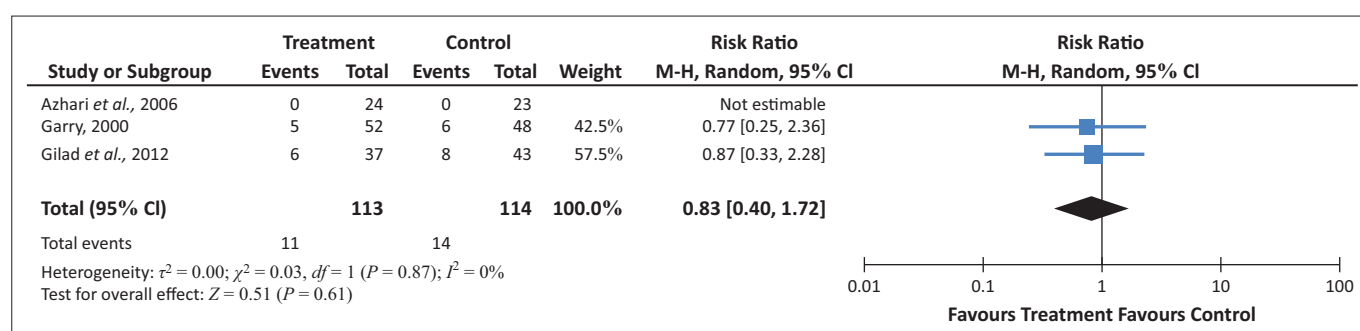 Treatment Control Risk Ratio Risk Ratio
Study or Subgroup Events Total Events Total Weight M-H, Random, 95% CI M-H, Random, 95% CI
Azhari et al., 2006 0 24 0 23 Not estimable
Garry, 2000 5 52 6 48 42.5% 0.77 [0.25, 2.36]
Gilad et al., 2012 6 37 8 43 57.5% 0.87 [0.33, 2.28]
Total (95% CI) 113 114 100.0% 0.83 [0.40, 1.72]
Total events 11 14
Heterogeneity: τ² = 0.00; χ² = 0.03, df = 1 (P = 0.87); I² = 0%
Test for overall effect: Z = 0.51 (P = 0.61)
0.01 0.1 1 10 100
Favours Treatment Favours Control